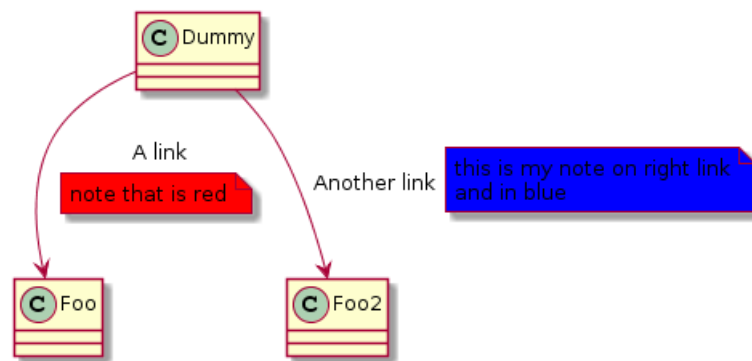 C Dummy
A link
note that is red
Another link
this is my note on right link
and in blue
C Foo
C Foo2